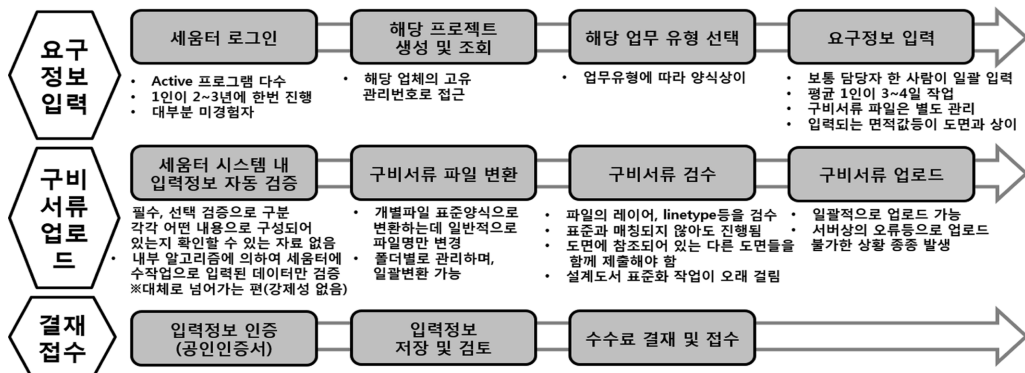 요구
정보
입력
세움터 로그인
• Active 프로그램 다수
• 1인이 2~3년에 한번 진행
• 대부분 미경험자
해당 프로젝트
생성 및 조회
• 해당 업체의 고유
관리번호로 접근
해당 업무 유형 선택
• 업무유형에 따라 양식상이
요구정보 입력
• 보통 담당자 한 사람이 일괄 입력
• 평균 1인이 3~4일 작업
• 구비서류 파일은 별도 관리
• 입력되는 면적값등이 도면과 상이
구비
서류
업로
드
세움터 시스템 내
입력정보 자동 검증
• 필수, 선택 검증으로 구분
각각 어떤 내용으로 구성되어
있는지 확인할 수 있는 자료 없음
• 내부 알고리즘에 의하여 세움터에
수작업으로 입력된 데이터만 검증
※대체로 넘어가는 편(강제성 없음)
구비서류 파일 변환
• 개별파일 표준양식으로
변환하는데 일반적으로
파일명만 변경
• 폴더별로 관리하며,
일괄변환 가능
구비서류 검수
• 파일의 레이어, linetype등을 검수
• 표준과 매칭되지 않아도 진행됨
• 도면에 참조되어 있는 다른 도면들을
함께 제출해야 함
• 설계도서 표준화 작업이 오래 걸림
구비서류 업로드
• 일괄적으로 업로드 가능
• 서버상의 오류등으로 업로드
불가한 상황 종종 발생
결재
접수
입력정보 인증
(공인인증서)
입력정보
저장 및 검토
수수료 결재 및 접수